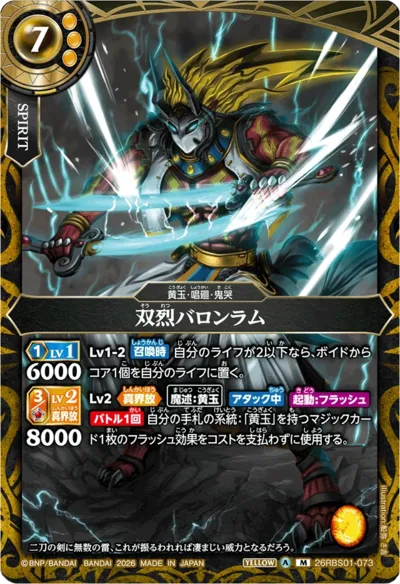 7
SPIRIT
黄玉・唱廻・鬼哭
双烈バロンラム
1 LV1 6000
Lv1-2 召喚時 自分のライフが2以下なら、ボイドから
コア1個を自分のライフに置く。
3 LV2 真界放 8000
Lv2 真界放 魔述:黄玉 アタック中 起動:フラッシュ
バトル1回 自分の手札の系統:「黄玉」を持つマジックカー
ド1枚のフラッシュ効果をコストを支払わずに使用する。
二刀の剣に無数の雷、これが振るわれれば凄まじい威力となるだろう。
©BNP/BANDAI BANDAI 2026 MADE IN JAPAN
YELLOW A M 26RBS01-073